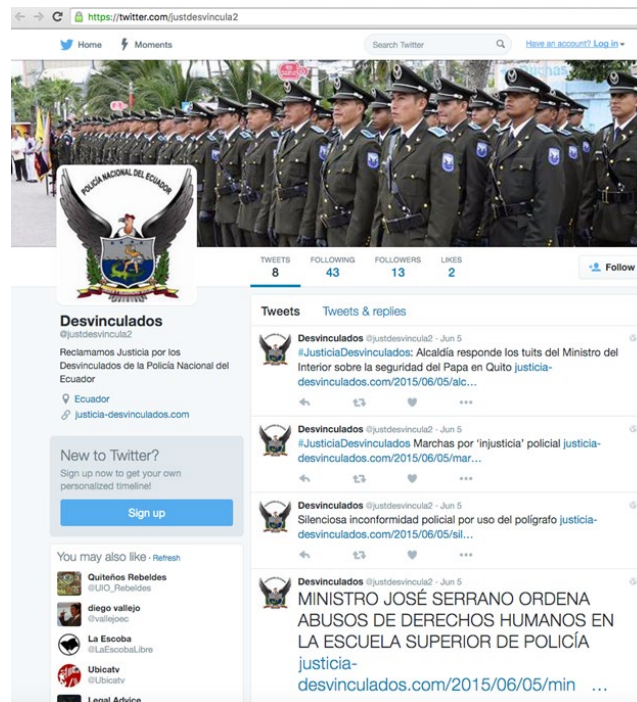 https://twitter.com/justdesvincula2
Home
Moments
Search Twitter
Have an account? Log in
POLICÍA NACIONAL DEL ECUADOR
TWEETS
8
FOLLOWING
43
FOLLOWERS
13
LIKES
2
Follow
Desvinculados
@justdesvincula2
Reclamamos Justicia por los
Desvinculados de la Policía Nacional del
Ecuador
Ecuador
justicia-desvinculados.com
New to Twitter?
Sign up now to get your own
personalized timeline!
Sign up
You may also like · Refresh
Quiteños Rebeldes
@UIO_Rebeldes
diego vallejo
@vallejoec
La Escoba
@LaEscobaLibre
Ubicatv
@Ubicatv
Legal Advice
Tweets
Tweets & replies
Desvinculados @justdesvincula2 · Jun 5
#JusticiaDesvinculados: Alcaldía responde los tuits del Ministro del
Interior sobre la seguridad del Papa en Quito justicia-
desvinculados.com/2015/06/05/alc…
Desvinculados @justdesvincula2 · Jun 5
#JusticiaDesvinculados Marchas por ‘injusticia’ policial justicia-
desvinculados.com/2015/06/05/mar…
Desvinculados @justdesvincula2 · Jun 5
Silenciosa inconformidad policial por uso del polígrafo justicia-
desvinculados.com/2015/06/05/sil…
Desvinculados @justdesvincula2 · Jun 5
MINISTRO JOSÉ SERRANO ORDENA
ABUSOS DE DERECHOS HUMANOS EN
LA ESCUELA SUPERIOR DE POLICÍA
justicia-
desvinculados.com/2015/06/05/min …